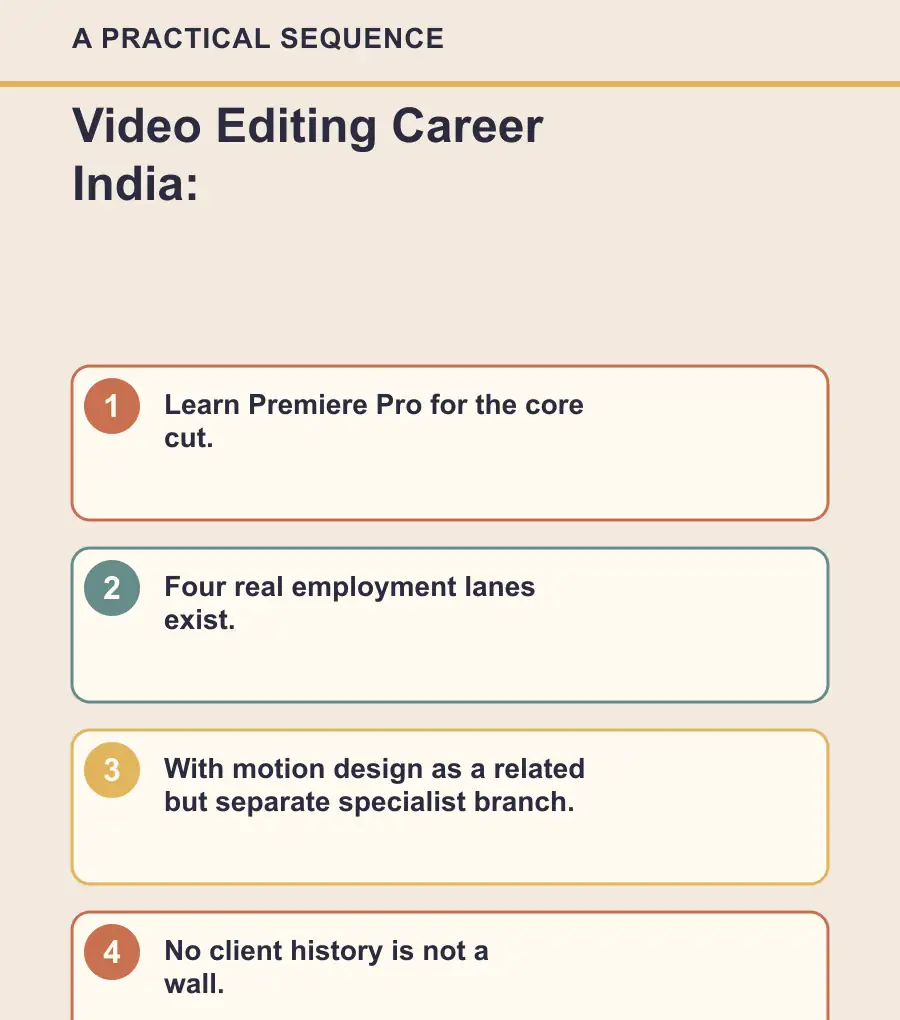 A PRACTICAL SEQUENCE
Video Editing Career
India:
1
Learn Premiere Pro for the core
cut.
2
Four real employment lanes
exist.
3
With motion design as a related
but separate specialist branch.
4
No client history is not a
wall.